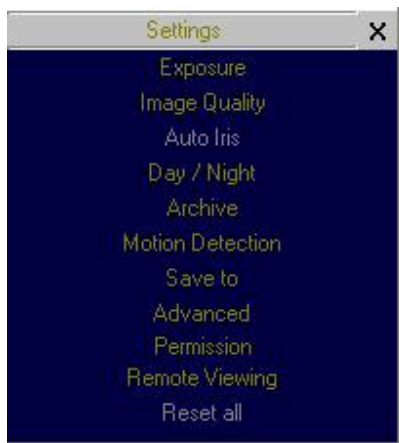 Settings X
Exposure
Image Quality
Auto Iris
Day / Night
Archive
Motion Detection
Save to
Advanced
Permission
Remote Viewing
Reset all